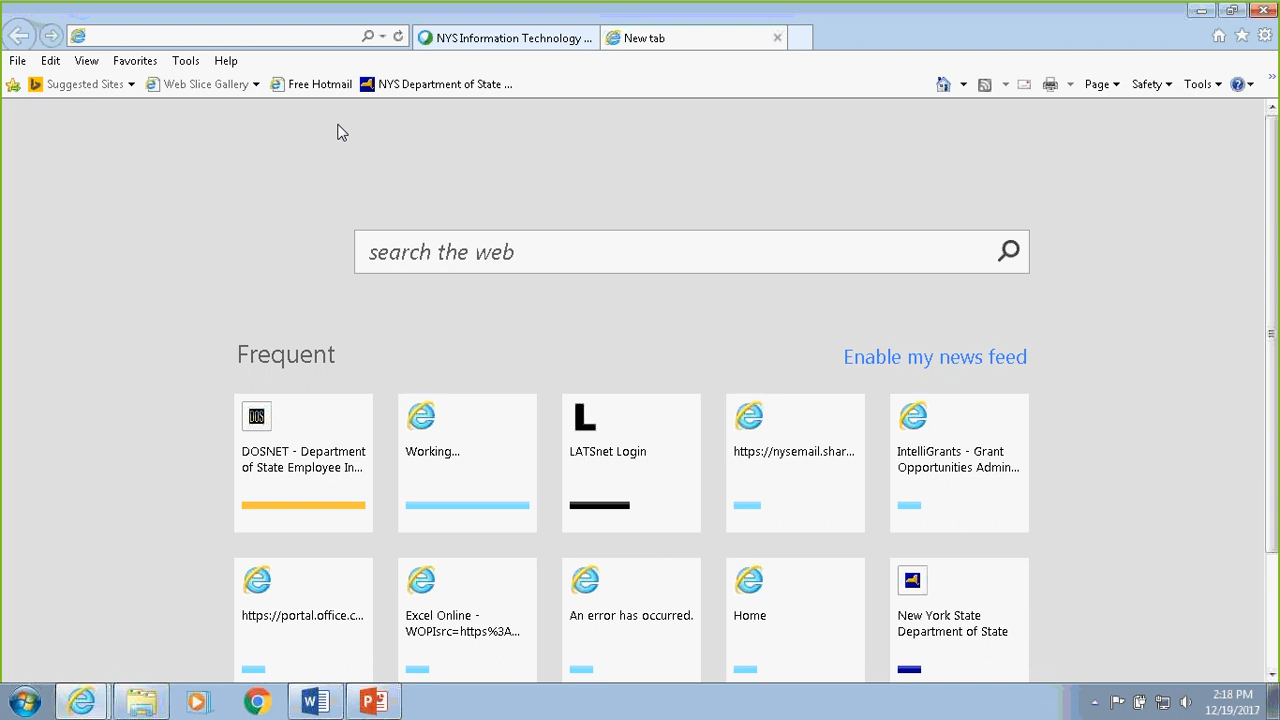 NYS Information Technology ...
New tab
File Edit View Favorites Tools Help
Suggested Sites Web Slice Gallery Free Hotmail NYS Department of State ... Page Safety Tools
search the web
Frequent
Enable my news feed
DOS
DOSNET - Department
of State Employee In...
Working...
L
LATSnet Login
https://nysemail.shar...
IntelliGrants - Grant
Opportunities Admin...
https://portal.office.c...
Excel Online -
WOPIsrc=https%3A...
An error has occurred.
Home
New York State
Department of State
2:18 PM
12/19/2017